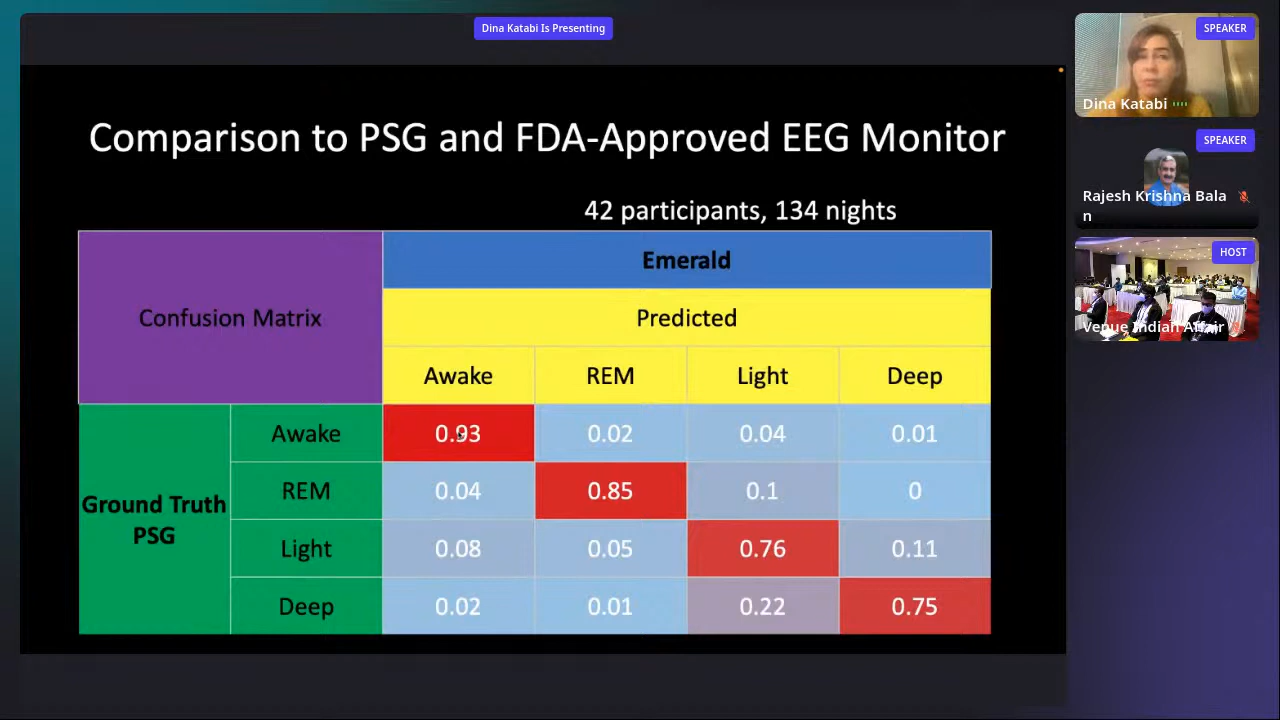 Dina Katabi Is Presenting
Comparison to PSG and FDA-Approved EEG Monitor
42 participants, 134 nights
Confusion Matrix
Emerald
Predicted
Awake REM Light Deep
Ground Truth
PSG
Awake 0.93 0.02 0.04 0.01
REM 0.04 0.85 0.1 0
Light 0.08 0.05 0.76 0.11
Deep 0.02 0.01 0.22 0.75
SPEAKER
Dina Katabi
SPEAKER
Rajesh Krishna Bala
n
HOST
Venue Indian Affair